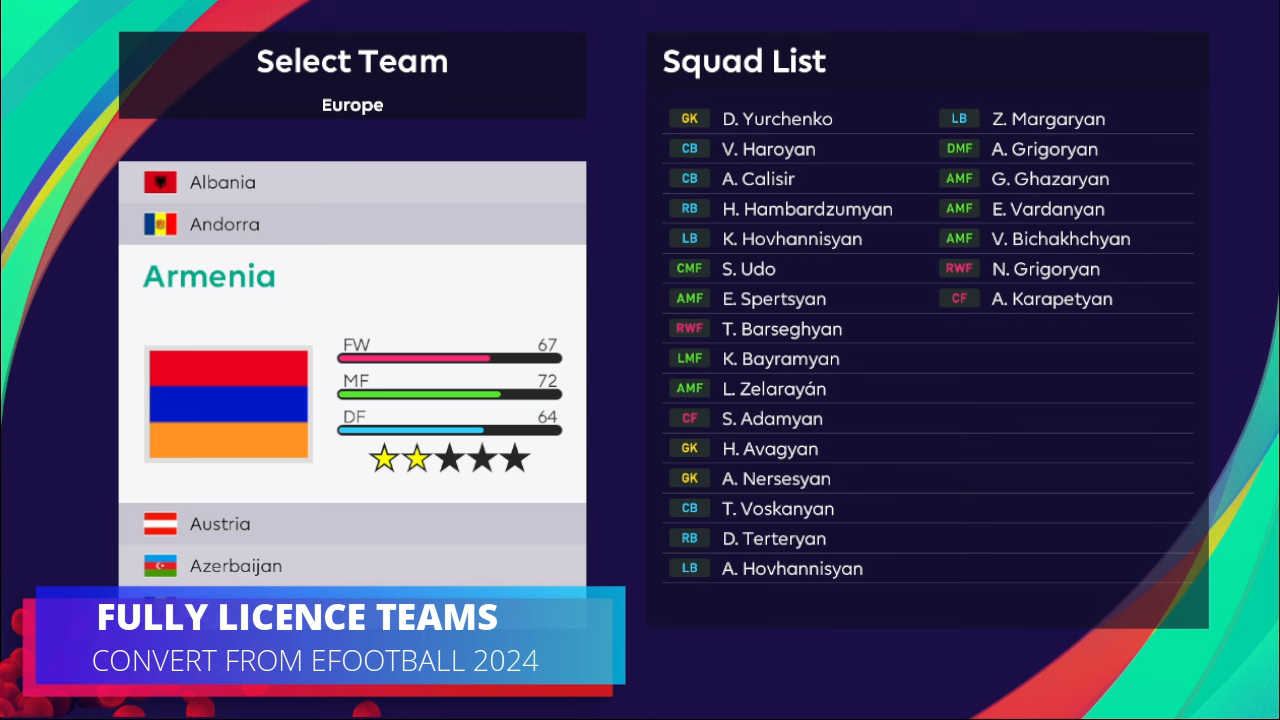 Select Team
Europe
Albania
Andorra
Armenia
FW 67
MF 72
DF 64
Austria
Azerbaijan
FULLY LICENCE TEAMS
CONVERT FROM EFOOTBALL 2024
Squad List
GK D. Yurchenko
CB V. Haroyan
CB A. Calisir
RB H. Hambardzumyan
LB K. Hovhannisyan
CMF S. Udo
AMF E. Spertsyan
RWF T. Barseghyan
LMF K. Bayramyan
AMF L. Zelarayán
CF S. Adamyan
GK H. Avagyan
GK A. Nersesyan
CB T. Voskanyan
RB D. Terteryan
LB A. Hovhannisyan
LB Z. Margaryan
DMF A. Grigoryan
AMF G. Ghazaryan
AMF E. Vardanyan
AMF V. Bichakhchyan
RWF N. Grigoryan
CF A. Karapetyan